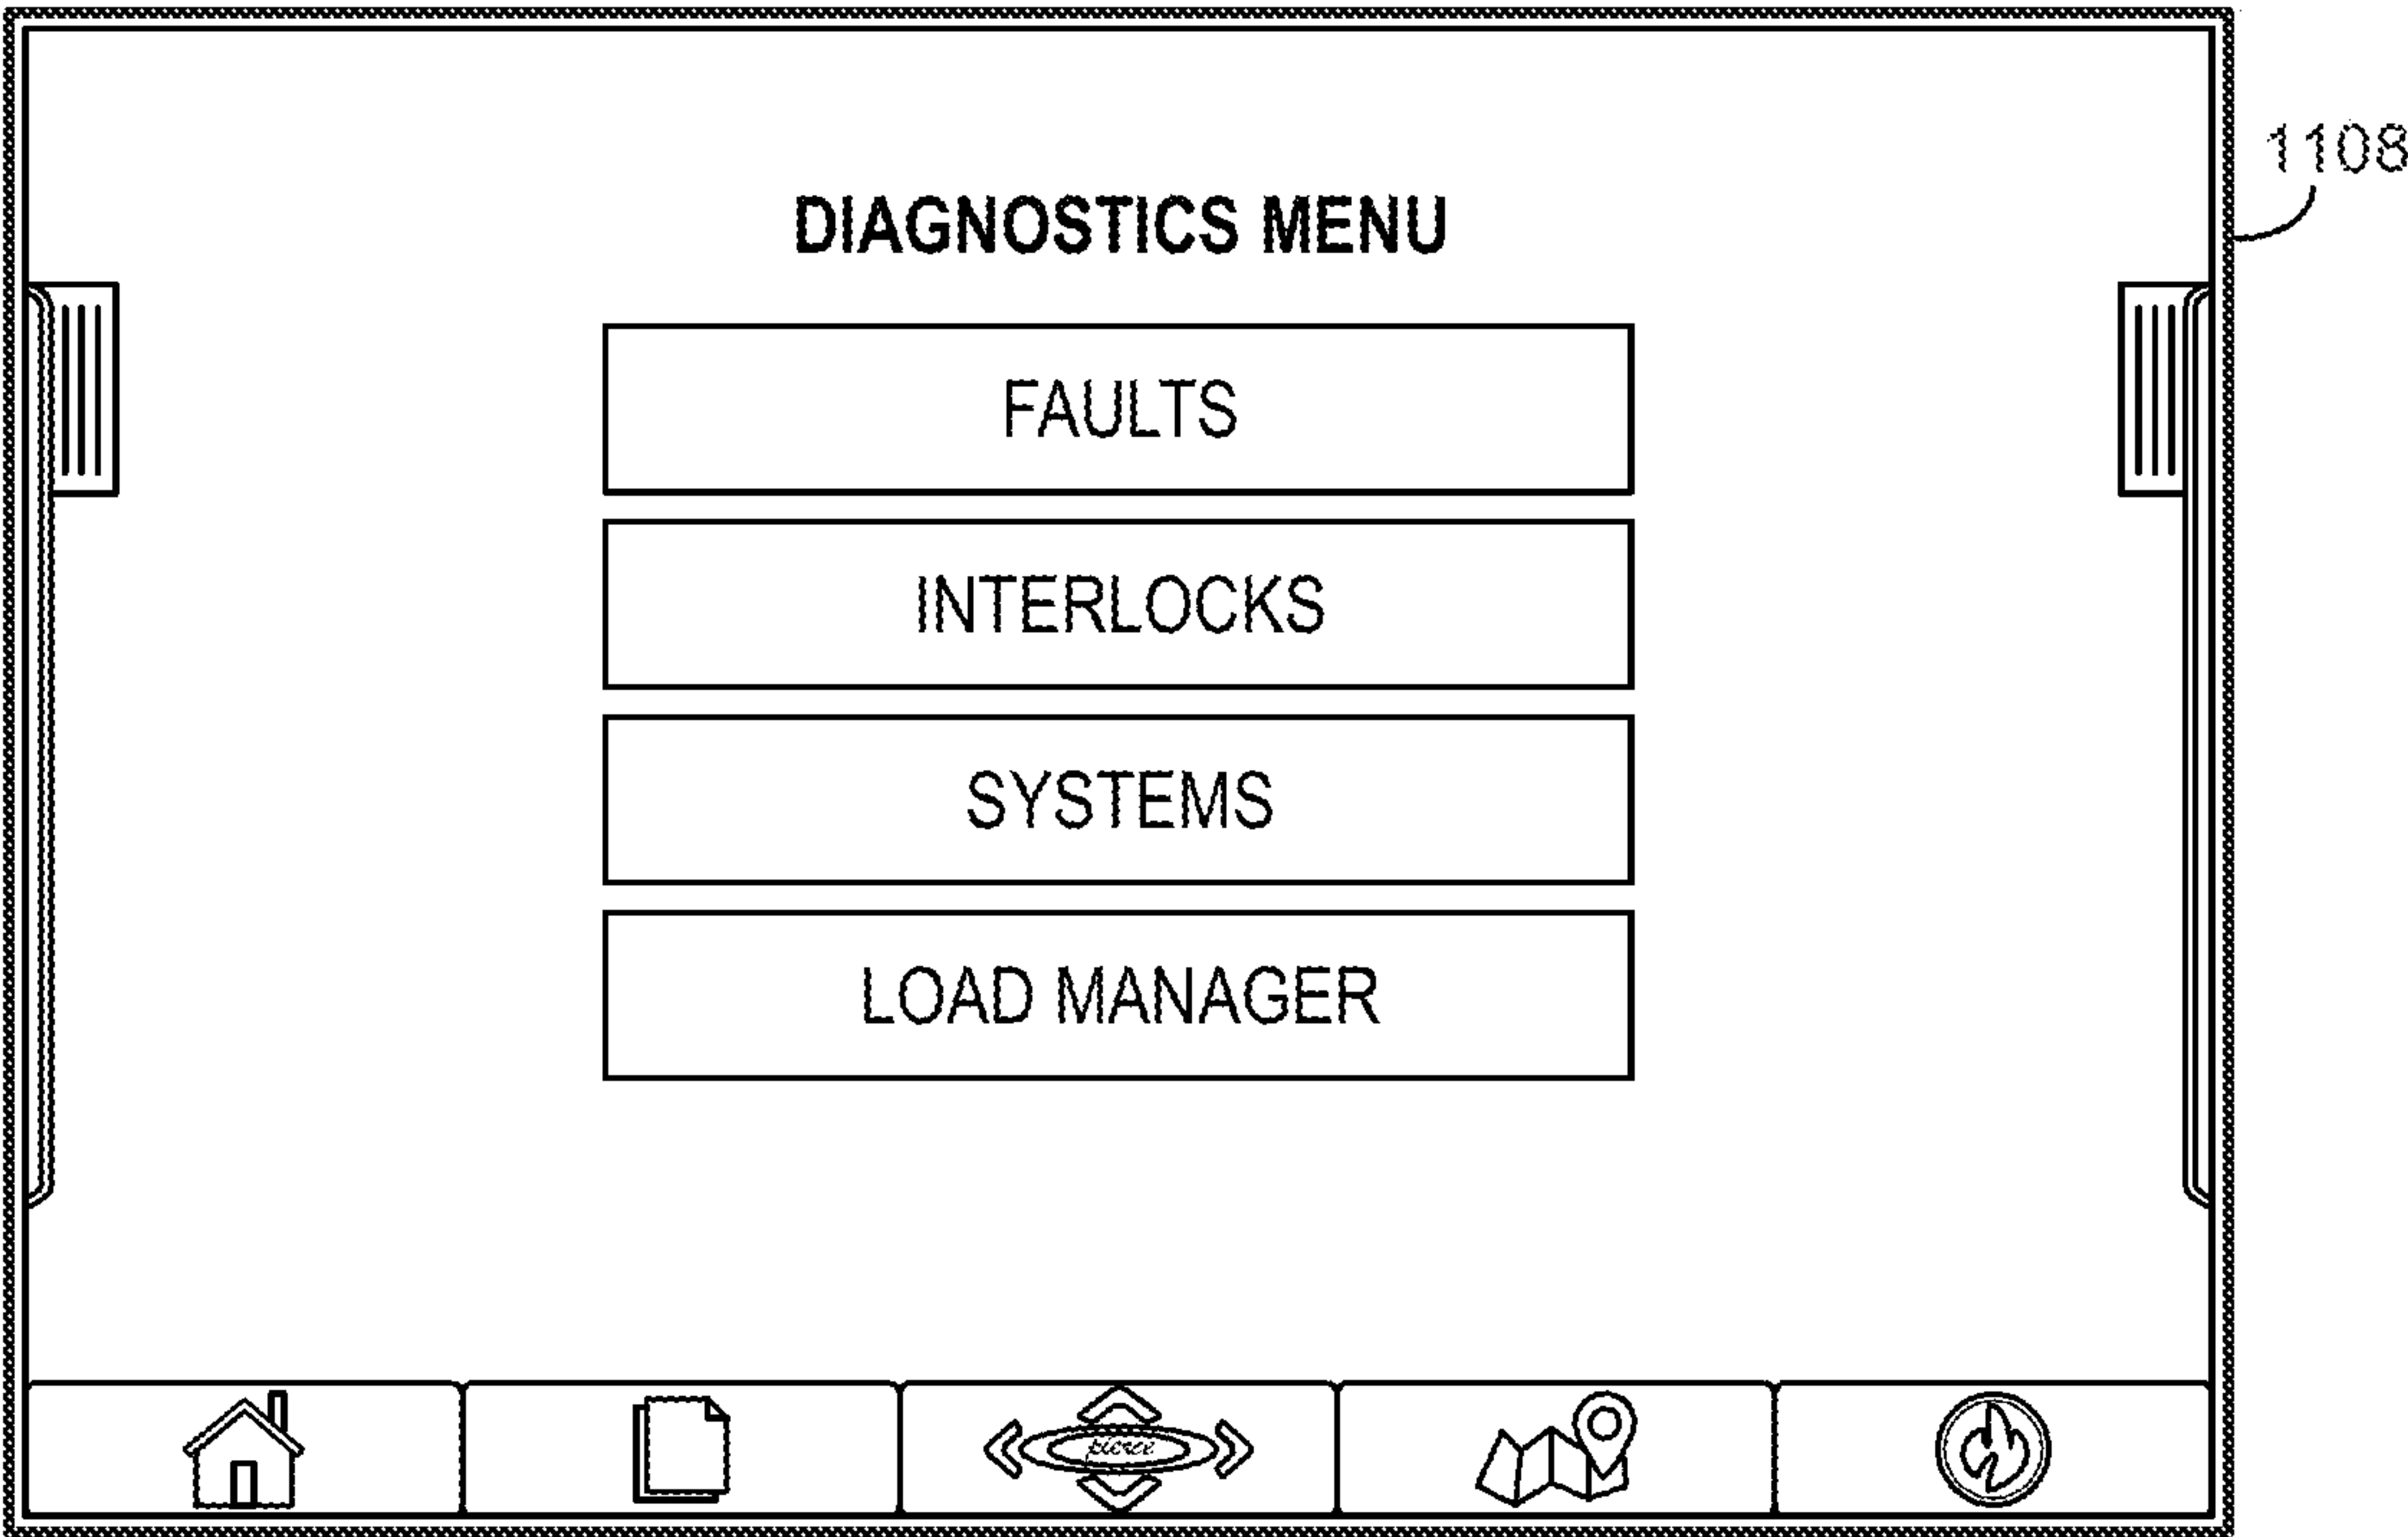 1108
DIAGNOSTICS MENU
FAULTS
INTERLOCKS
SYSTEMS
LOAD MANAGER
pierce